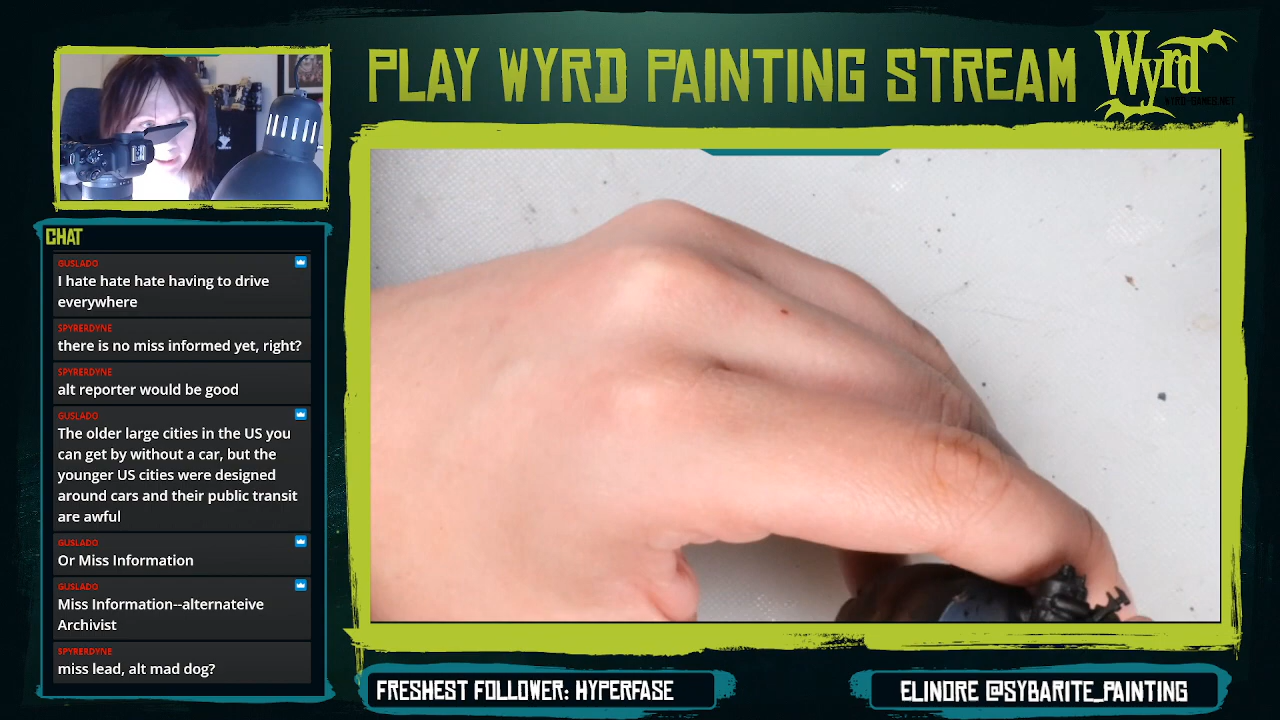 PLAY WYRD PAINTING STREAM
Wyrd
WYRD-GAMES.NET
CHAT
GUSLADO
I hate hate hate having to drive
everywhere
SPYRERDYNE
there is no miss informed yet, right?
SPYRERDYNE
alt reporter would be good
GUSLADO
The older large cities in the US you
can get by without a car, but the
younger US cities were designed
around cars and their public transit
are awful
GUSLADO
Or Miss Information
GUSLADO
Miss Information--alternateive
Archivist
SPYRERDYNE
miss lead, alt mad dog?
FRESHEST FOLLOWER: HYPERFASE
ELINORE @SYBARITE_PAINTING